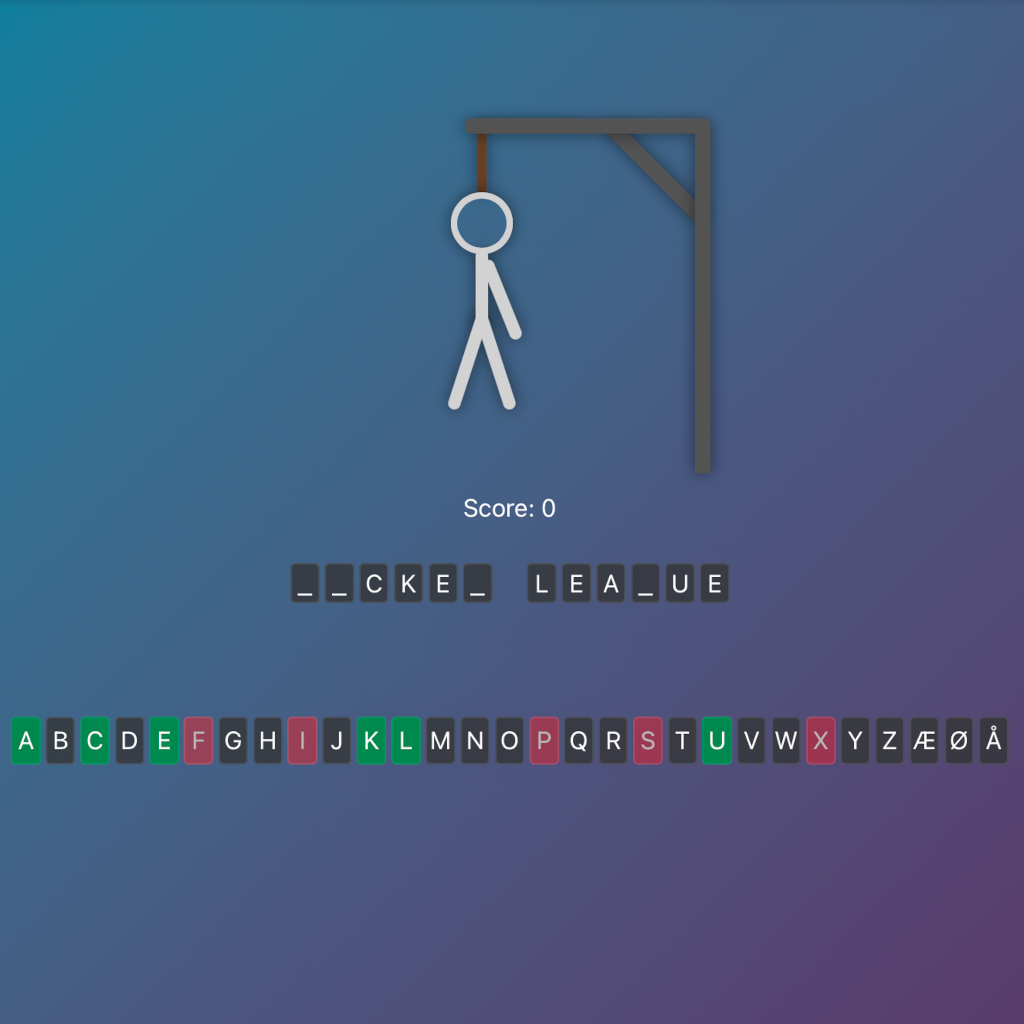 Score: 0
_ _ C K E _ L E A _ U E
A B C D E F G H I J K L M N O P Q R S T U V W X Y Z Æ Ø Å